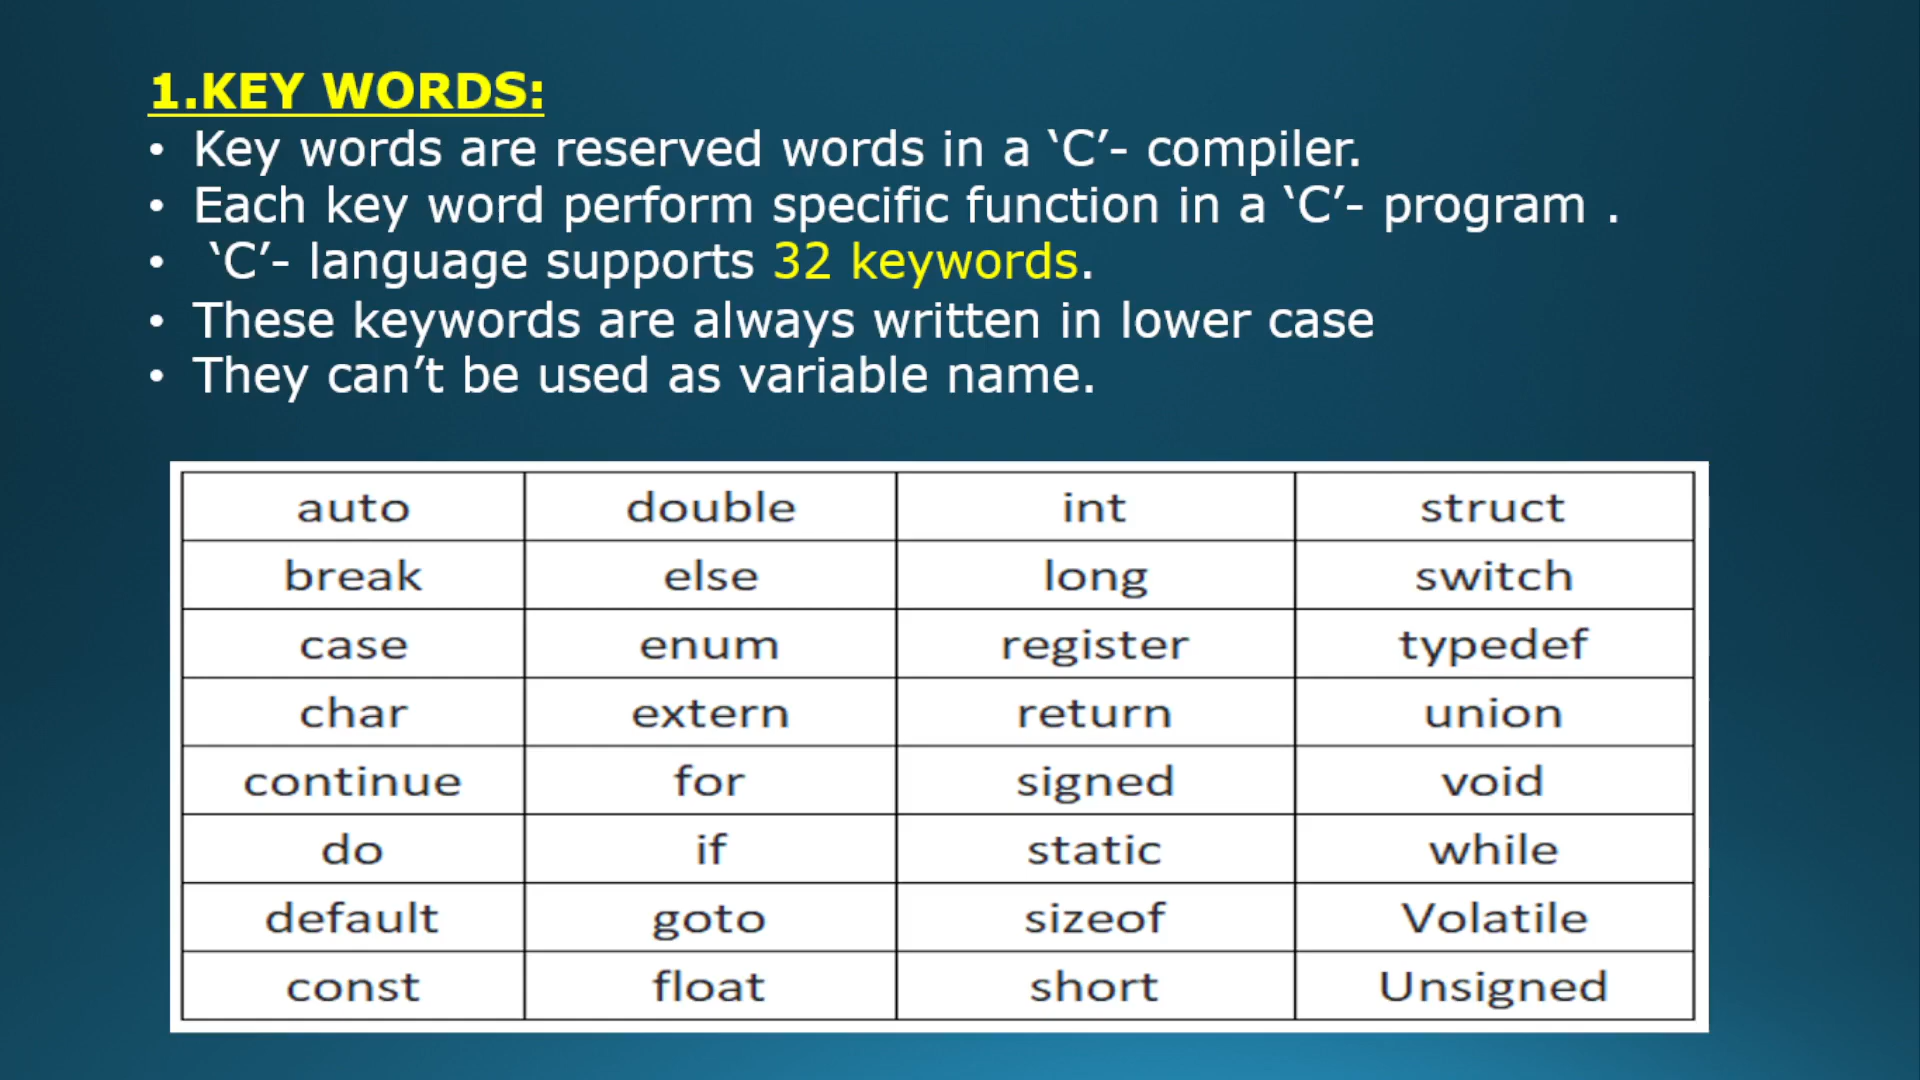 1.KEY WORDS:
• Key words are reserved words in a ‘C’- compiler.
• Each key word perform specific function in a ‘C’- program .
• ‘C’- language supports 32 keywords.
• These keywords are always written in lower case
• They can’t be used as variable name.
auto double int struct
break else long switch
case enum register typedef
char extern return union
continue for signed void
do if static while
default goto sizeof Volatile
const float short Unsigned